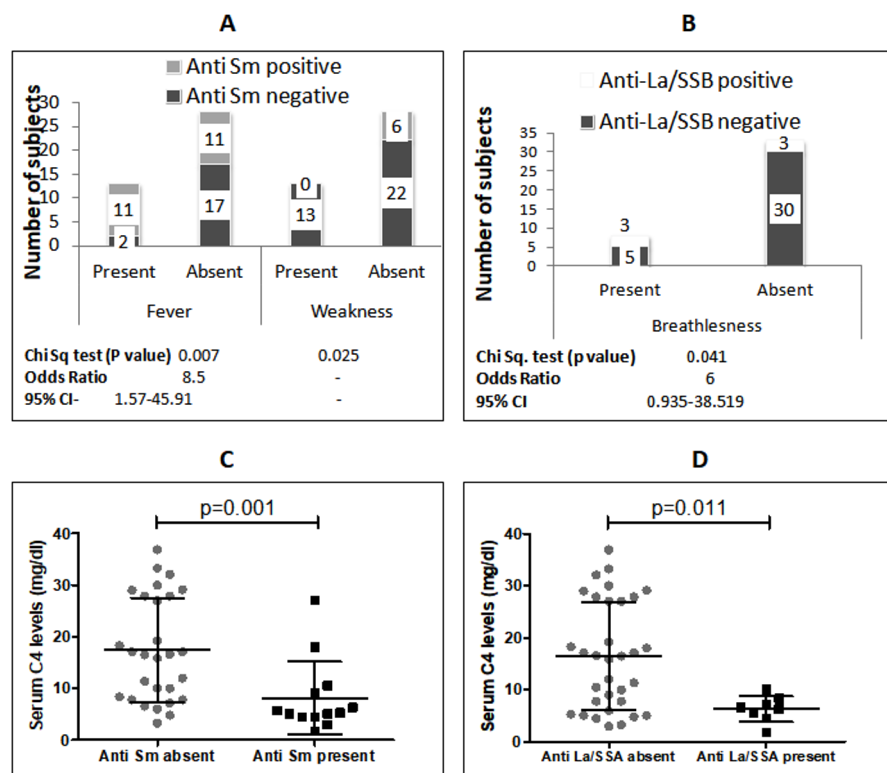 A
Anti Sm positive
Anti Sm negative
Number of subjects
30
25
20
15
10
5
0
11
2
11
17
0
13
6
22
Present Absent Present Absent
Fever Weakness
Chi Sq test (P value) 0.007 0.025
Odds Ratio 8.5 -
95% CI- 1.57-45.91 -
B
Anti-La/SSB positive
Anti-La/SSB negative
Number of subjects
35
30
25
20
15
10
5
0
3
5
3
30
Present Absent
Breathlesness
Chi Sq. test (p value) 0.041
Odds Ratio 6
95% CI 0.935-38.519
C
p=0.001
Serum C4 levels (mg/dl)
40
30
20
10
0
Anti Sm absent Anti Sm present
D
p=0.011
Serum C4 levels (mg/dl)
40
30
20
10
0
Anti La/SSA absent Anti La/SSA present